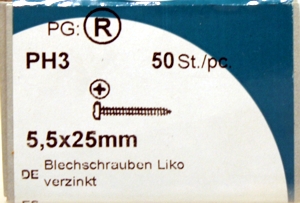 PG: R
PH3 50 St./pc.
5,5x25mm
DE Blechschrauben Liko
verzinkt